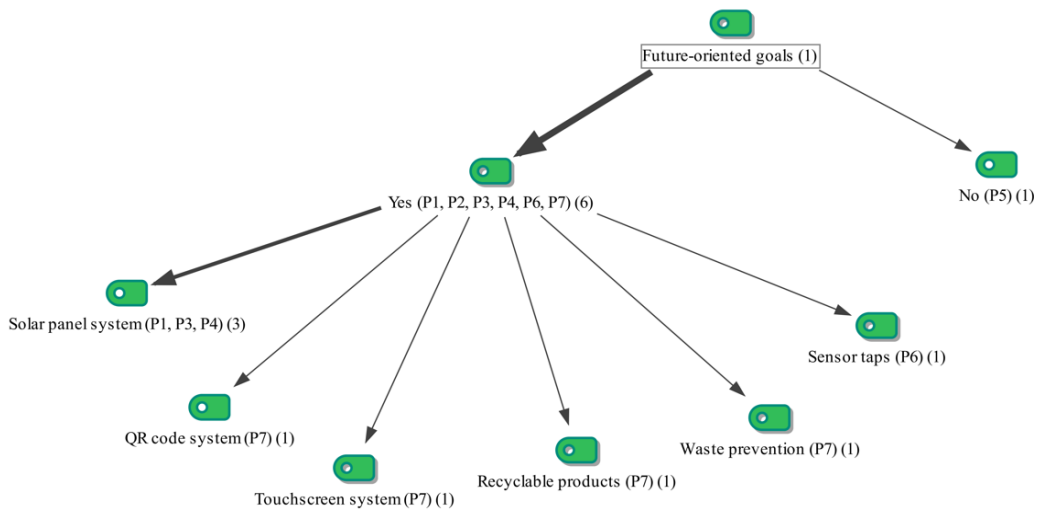 Future-oriented goals (1)
No (P5) (1)
Yes (P1, P2, P3, P4, P6, P7) (6)
Solar panel system (P1, P3, P4) (3)
Sensor taps (P6) (1)
QR code system (P7) (1)
Waste prevention (P7) (1)
Recyclable products (P7) (1)
Touchscreen system (P7) (1)